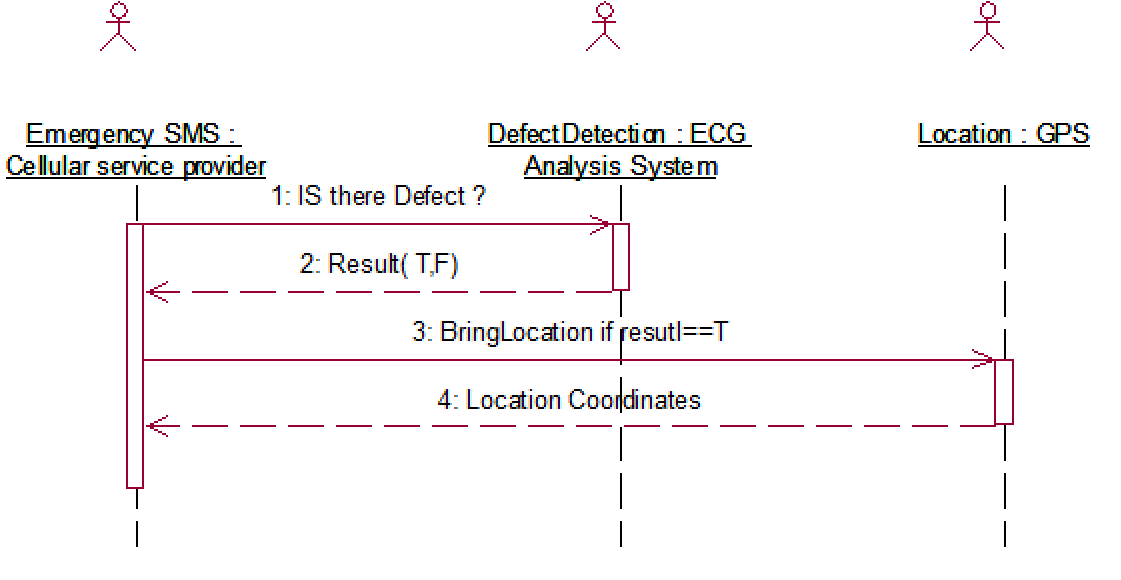 Emergency SMS :
Cellular service provider
DefectDetection : ECG
Analysis System
Location : GPS
1: IS there Defect ?
2: Result( T,F)
3: BringLocation if resutl==T
4: Location Coordinates